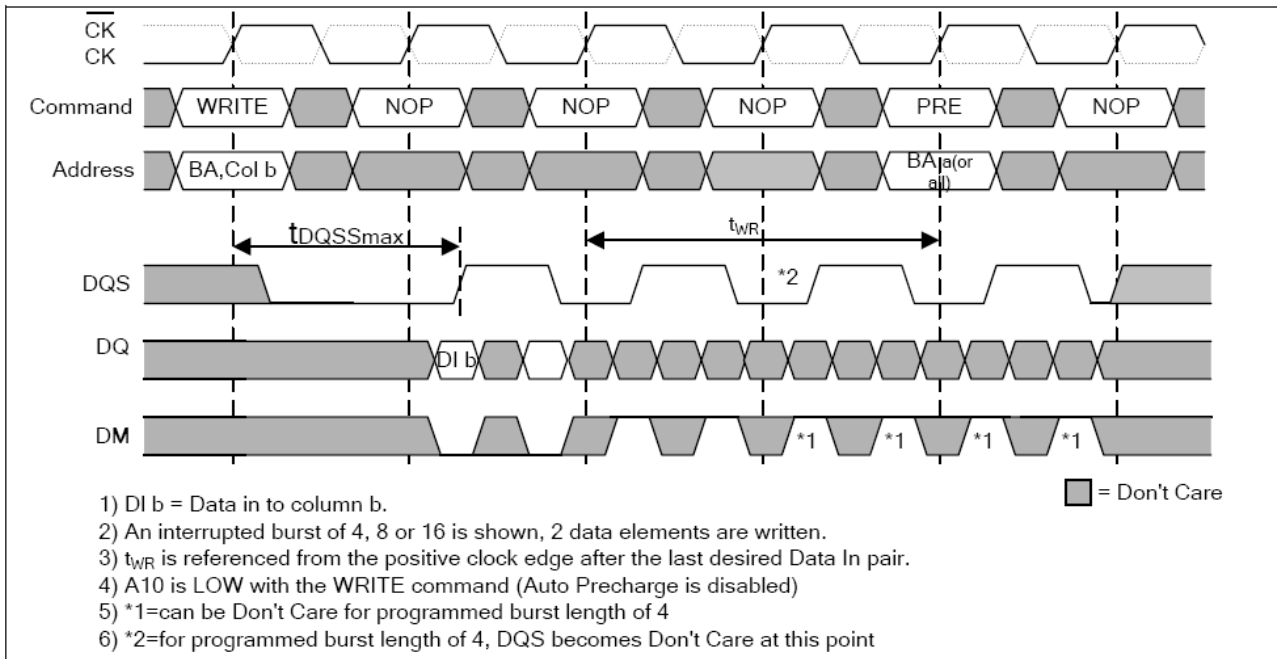 CK
CK
Command WRITE NOP NOP NOP PRE NOP
Address BA,Col b BA a(or
all)
tDQSSmax tWR
DQS *2
DQ DI b
DM *1 *1 *1 *1
= Don't Care
1) DI b = Data in to column b.
2) An interrupted burst of 4, 8 or 16 is shown, 2 data elements are written.
3) tWR is referenced from the positive clock edge after the last desired Data In pair.
4) A10 is LOW with the WRITE command (Auto Precharge is disabled)
5) *1=can be Don't Care for programmed burst length of 4
6) *2=for programmed burst length of 4, DQS becomes Don't Care at this point